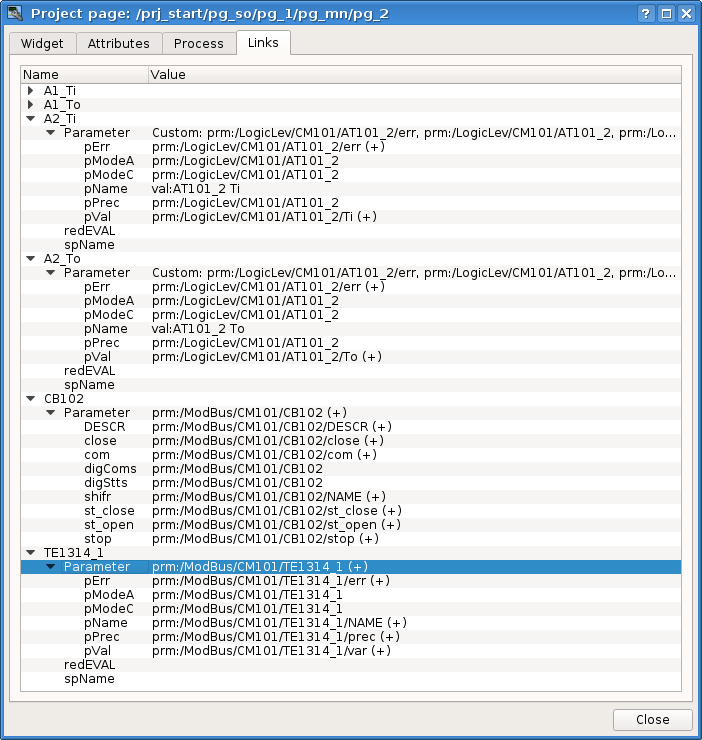 Project page: /prj_start/pg_so/pg_1/pg_mn/pg_2
Widget Attributes Process Links
Name Value
A1_Ti
A1_To
A2_Ti
Parameter Custom: prm:/LogicLev/CM101/AT101_2/err, prm:/LogicLev/CM101/AT101_2, prm:/Lo...
pErr prm:/LogicLev/CM101/AT101_2/err (+)
pModeA prm:/LogicLev/CM101/AT101_2
pModeC prm:/LogicLev/CM101/AT101_2
pName val:AT101_2 Ti
pPrec prm:/LogicLev/CM101/AT101_2
pVal prm:/LogicLev/CM101/AT101_2/Ti (+)
redEVAL
spName
A2_To
Parameter Custom: prm:/LogicLev/CM101/AT101_2/err, prm:/LogicLev/CM101/AT101_2, prm:/Lo...
pErr prm:/LogicLev/CM101/AT101_2/err (+)
pModeA prm:/LogicLev/CM101/AT101_2
pModeC prm:/LogicLev/CM101/AT101_2
pName val:AT101_2 To
pPrec prm:/LogicLev/CM101/AT101_2
pVal prm:/LogicLev/CM101/AT101_2/To (+)
redEVAL
spName
CB102
Parameter prm:/ModBus/CM101/CB102 (+)
DESCR prm:/ModBus/CM101/CB102/DESCR (+)
close prm:/ModBus/CM101/CB102/close (+)
com prm:/ModBus/CM101/CB102/com (+)
digComs prm:/ModBus/CM101/CB102
digStts prm:/ModBus/CM101/CB102
shifr prm:/ModBus/CM101/CB102/NAME (+)
st_close prm:/ModBus/CM101/CB102/st_close (+)
st_open prm:/ModBus/CM101/CB102/st_open (+)
stop prm:/ModBus/CM101/CB102/stop (+)
TE1314_1
Parameter prm:/ModBus/CM101/TE1314_1 (+)
pErr prm:/ModBus/CM101/TE1314_1/err (+)
pModeA prm:/ModBus/CM101/TE1314_1
pModeC prm:/ModBus/CM101/TE1314_1
pName prm:/ModBus/CM101/TE1314_1/NAME (+)
pPrec prm:/ModBus/CM101/TE1314_1/prec (+)
pVal prm:/ModBus/CM101/TE1314_1/var (+)
redEVAL
spName
Close